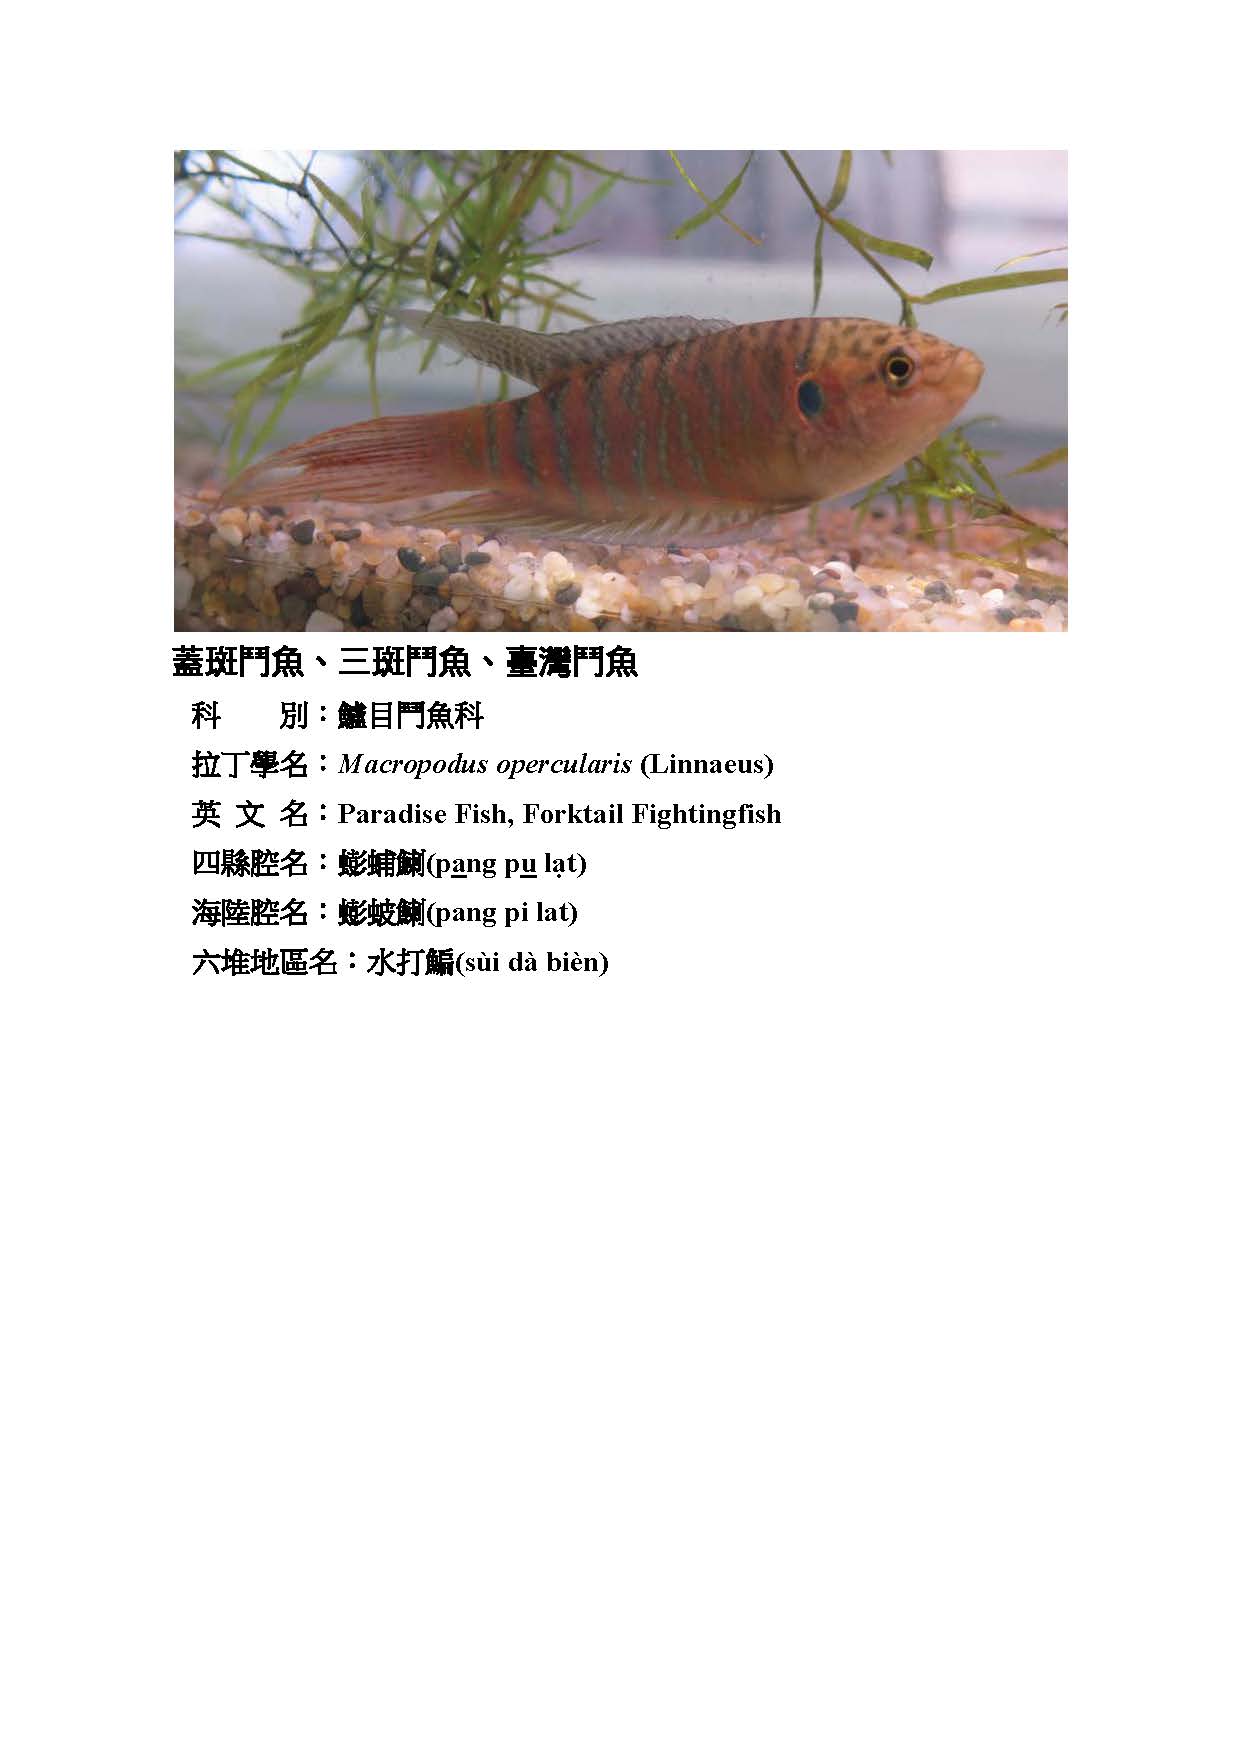 蓋斑鬥魚、三斑鬥魚、臺灣鬥魚
科　　別：鱸目鬥魚科
拉丁學名：Macropodus opercularis (Linnaeus)
英 文 名：Paradise Fish, Forktail Fightingfish
四縣腔名：蟛蜅鯻(pa̲ng pu̲ lạt)
海陸腔名：蟛蚾鯻(pang pi lat)
六堆地區名：水打鯿(sùi dà bièn)